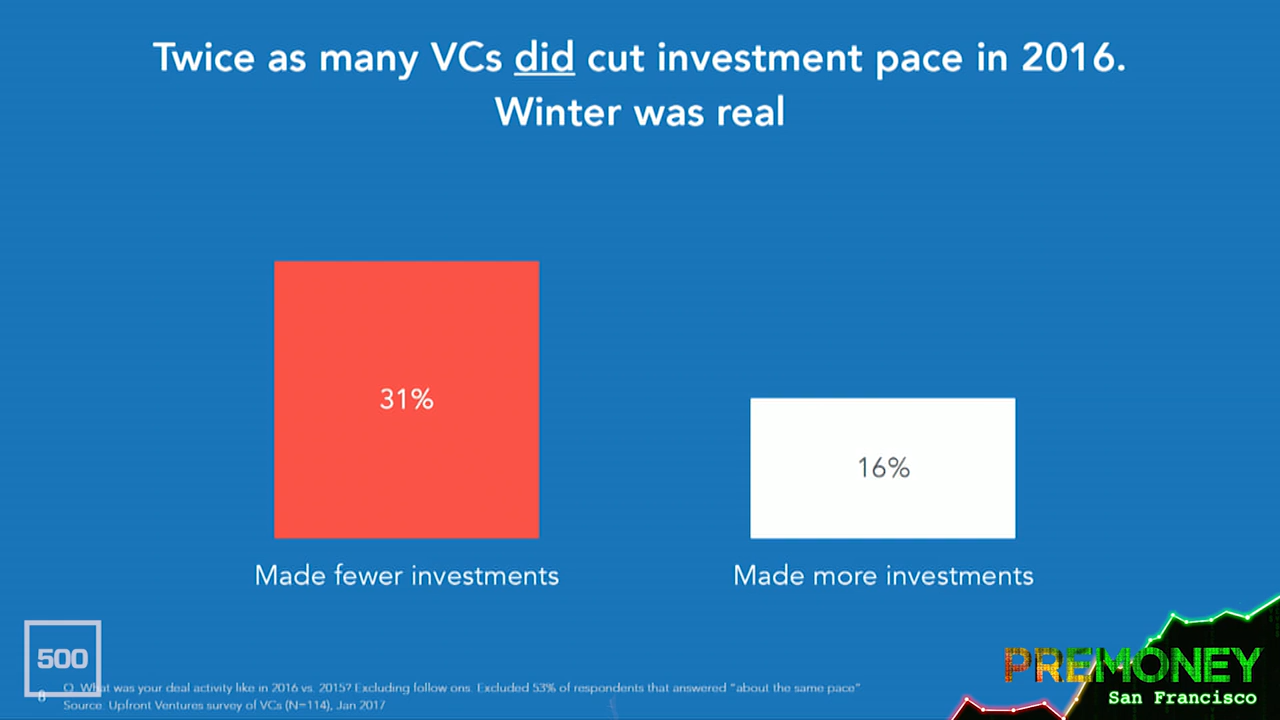 Twice as many VCs did cut investment pace in 2016.
Winter was real
31%
16%
Made fewer investments
Made more investments
500
8
Q. What was your deal activity like in 2016 vs. 2015? Excluding follow ons. Excluded 53% of respondents that answered "about the same pace"
Source: Upfront Ventures survey of VCs (N=114), Jan 2017
PREMONEY
San Francisco